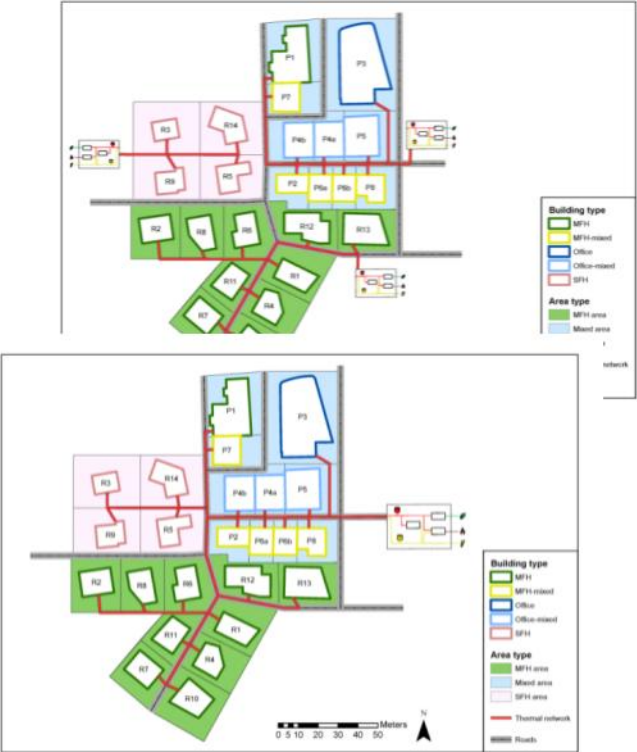 P1
P3
P7
R3
R14
P4b P4a P5
R9
R5
P2 P6a P6b P8
R2 R8 R6 R12 R13
R11 R1
R4
R7
Building type
MFH
MFH-mixed
Office
Office-mixed
SFH
Area type
MFH area
Mixed area
network
P1
P3
P7
R3
R14
P4b P4a P5
R9
R5
P2 P6a P6b P8
R2 R8 R6 R12 R13
R11 R1
R7 R4
R10
Building type
MFH
MFH-mixed
Office
Office-mixed
SFH
Area type
MFH area
Mixed area
SFH area
Thermal network
Roads
N
Meters
0 5 10 20 30 40 50